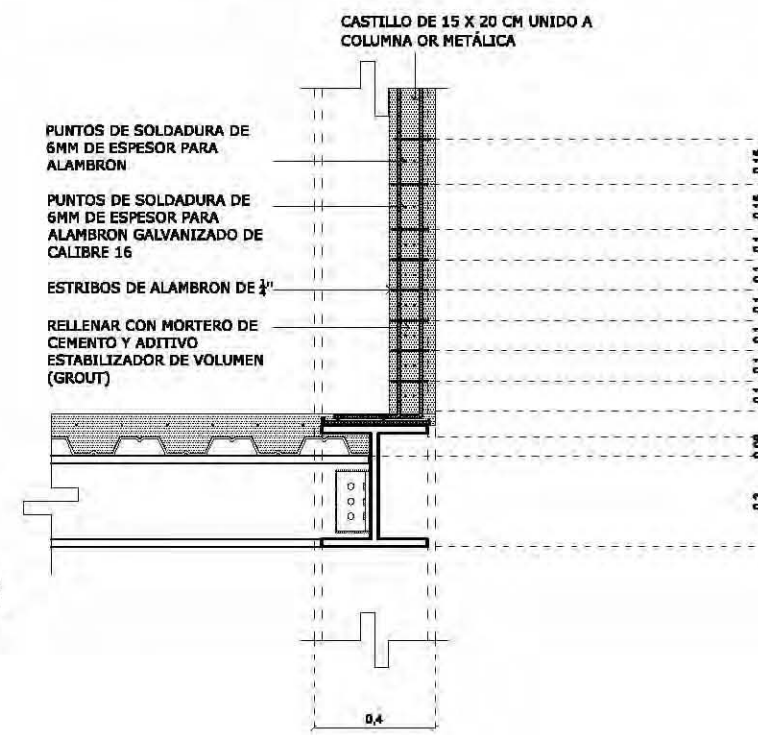 CASTILLO DE 15 X 20 CM UNIDO A
COLUMNA OR METÁLICA
PUNTOS DE SOLDADURA DE
6MM DE ESPESOR PARA
ALAMBRON
PUNTOS DE SOLDADURA DE
6MM DE ESPESOR PARA
ALAMBRON GALVANIZADO DE
CALIBRE 16
ESTRIBOS DE ALAMBRON DE ¼"
RELLENAR CON MORTERO DE
CEMENTO Y ADITIVO
ESTABILIZADOR DE VOLUMEN
(GROUT)
0,4